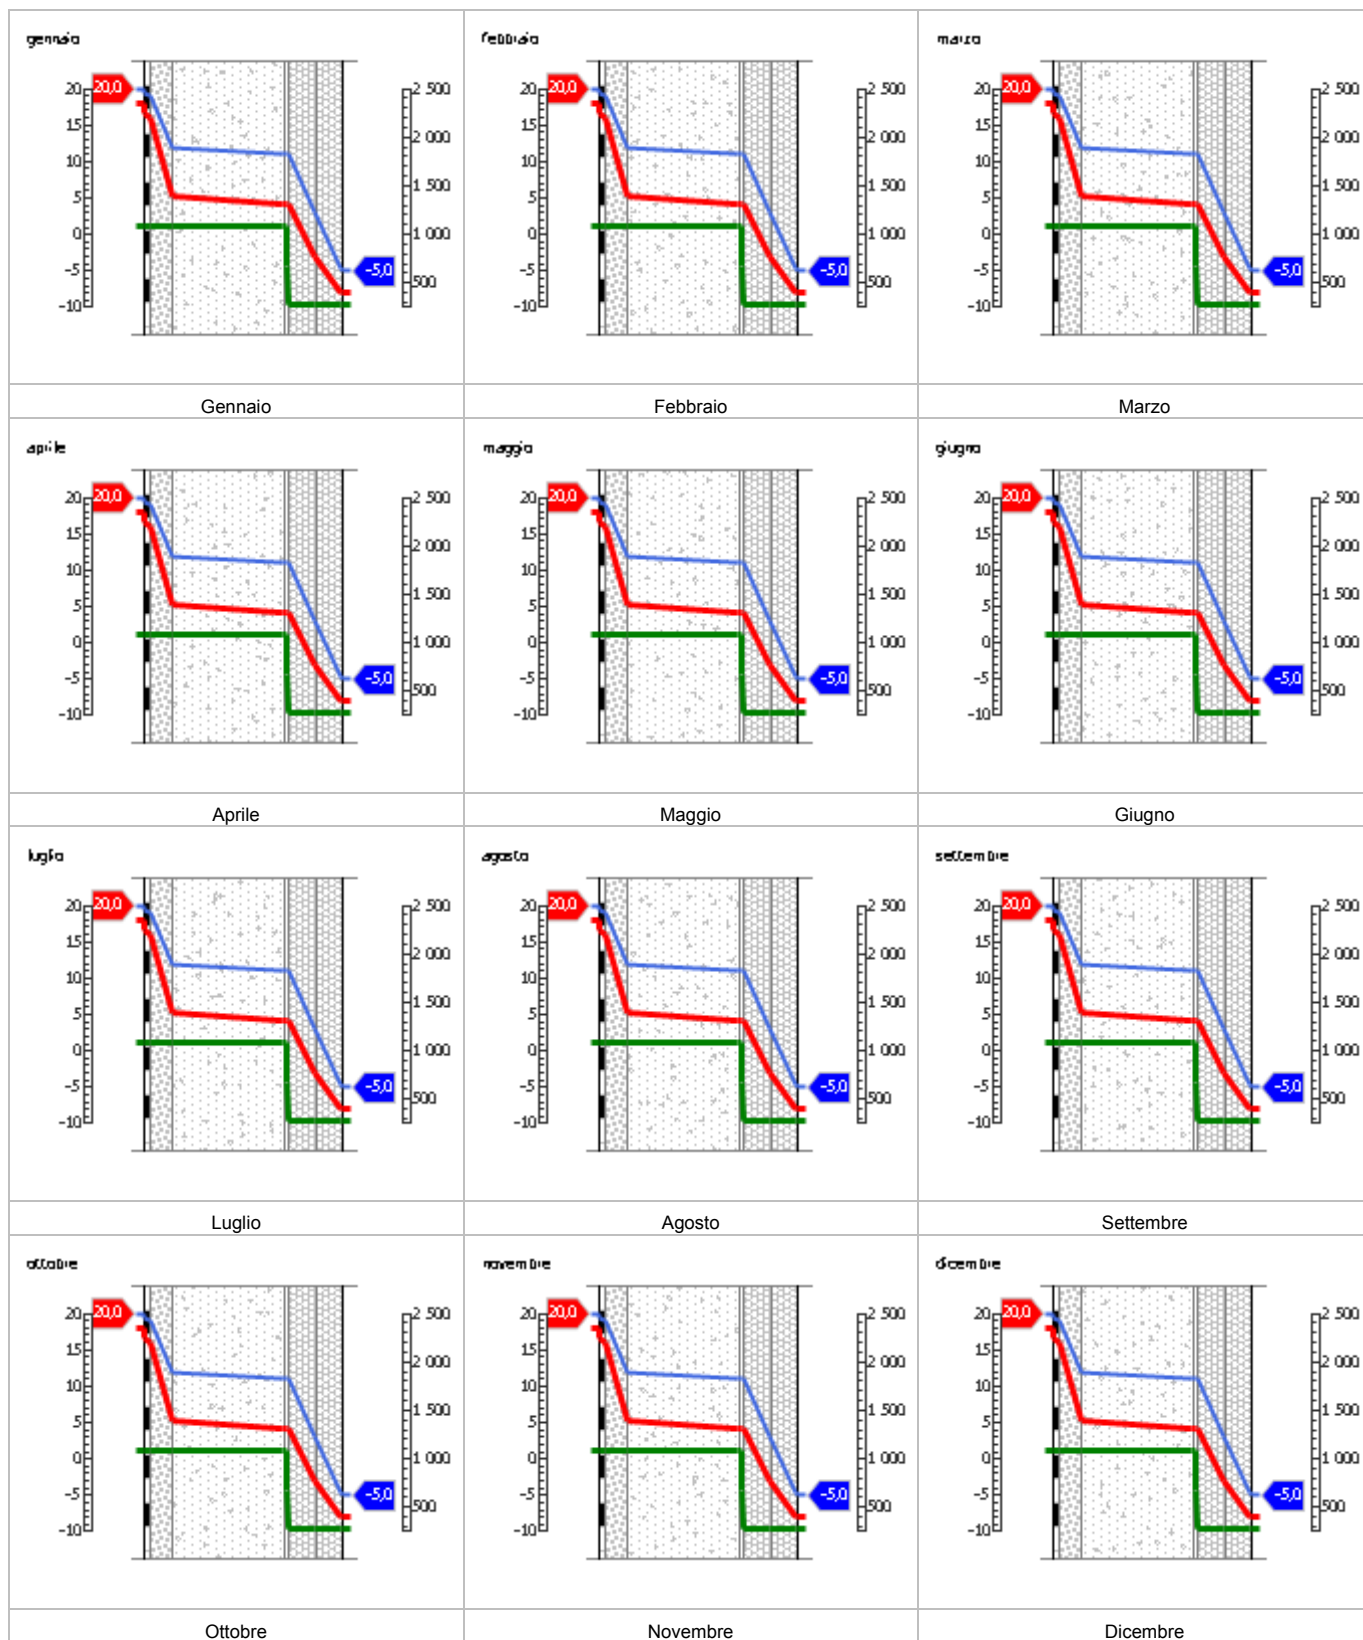 gennaio febbraio marzo
20 20,0 2 500 20 20,0 2 500 20 20,0 2 500
15 2 000 15 2 000 15 2 000
10 1 500 10 1 500 10 1 500
5 1 000 5 1 000 5 1 000
0 500 0 500 0 500
-5 -5,0 -5 -5,0 -5 -5,0
-10 -10 -10
Gennaio Febbraio Marzo
aprile maggio giugno
20 20,0 2 500 20 20,0 2 500 20 20,0 2 500
15 2 000 15 2 000 15 2 000
10 1 500 10 1 500 10 1 500
5 1 000 5 1 000 5 1 000
0 500 0 500 0 500
-5 -5,0 -5 -5,0 -5 -5,0
-10 -10 -10
Aprile Maggio Giugno
luglio agosto settembre
20 20,0 2 500 20 20,0 2 500 20 20,0 2 500
15 2 000 15 2 000 15 2 000
10 1 500 10 1 500 10 1 500
5 1 000 5 1 000 5 1 000
0 500 0 500 0 500
-5 -5,0 -5 -5,0 -5 -5,0
-10 -10 -10
Luglio Agosto Settembre
ottobre novembre dicembre
20 20,0 2 500 20 20,0 2 500 20 20,0 2 500
15 2 000 15 2 000 15 2 000
10 1 500 10 1 500 10 1 500
5 1 000 5 1 000 5 1 000
0 500 0 500 0 500
-5 -5,0 -5 -5,0 -5 -5,0
-10 -10 -10
Ottobre Novembre Dicembre